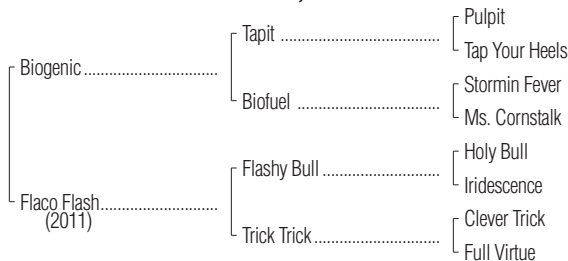 Pulpit
Tapit
Tap Your Heels
Biogenic
Stormin Fever
Biofuel
Ms. Cornstalk
Holy Bull
Flashy Bull
Iridescence
Flaco Flash
(2011)
Clever Trick
Trick Trick
Full Virtue